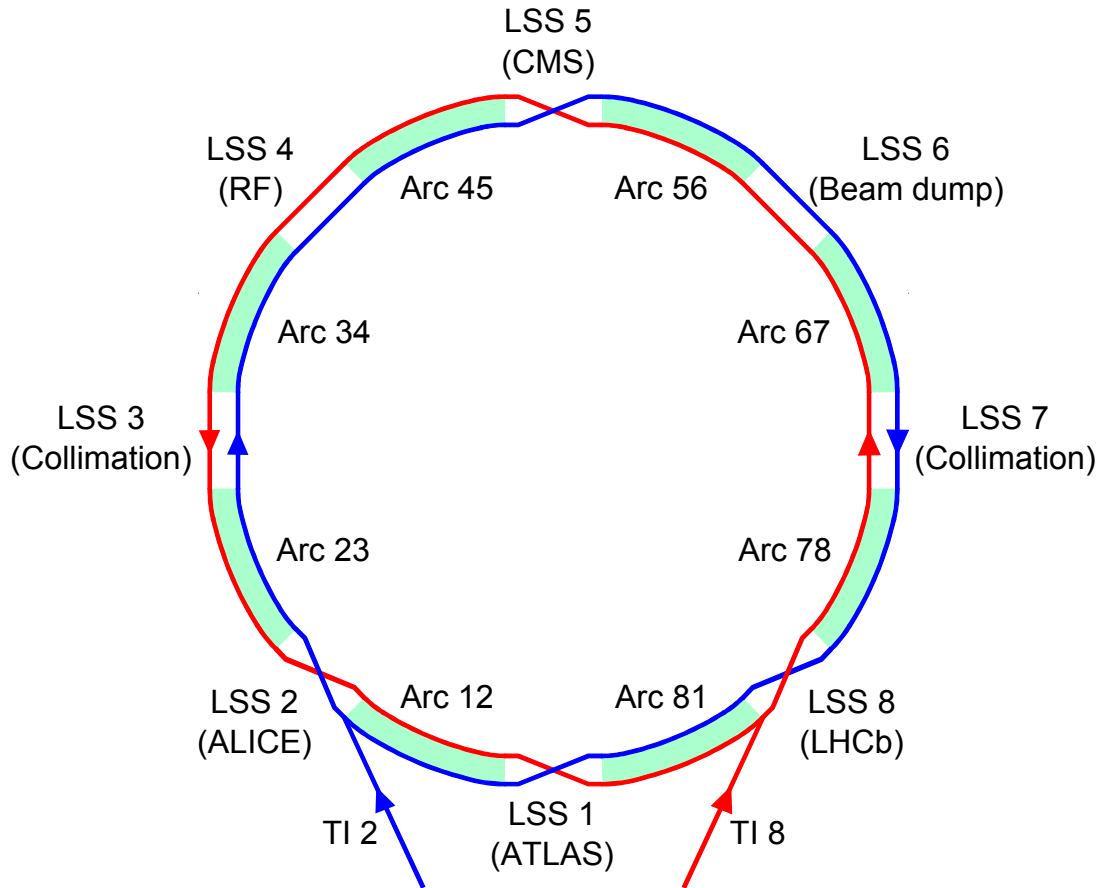 LSS 5
(CMS)
LSS 4
(RF)
LSS 6
(Beam dump)
Arc 45
Arc 56
Arc 34
Arc 67
LSS 3
(Collimation)
LSS 7
(Collimation)
Arc 23
Arc 78
LSS 2
(ALICE)
Arc 12
Arc 81
LSS 8
(LHCb)
TI 2
LSS 1
(ATLAS)
TI 8